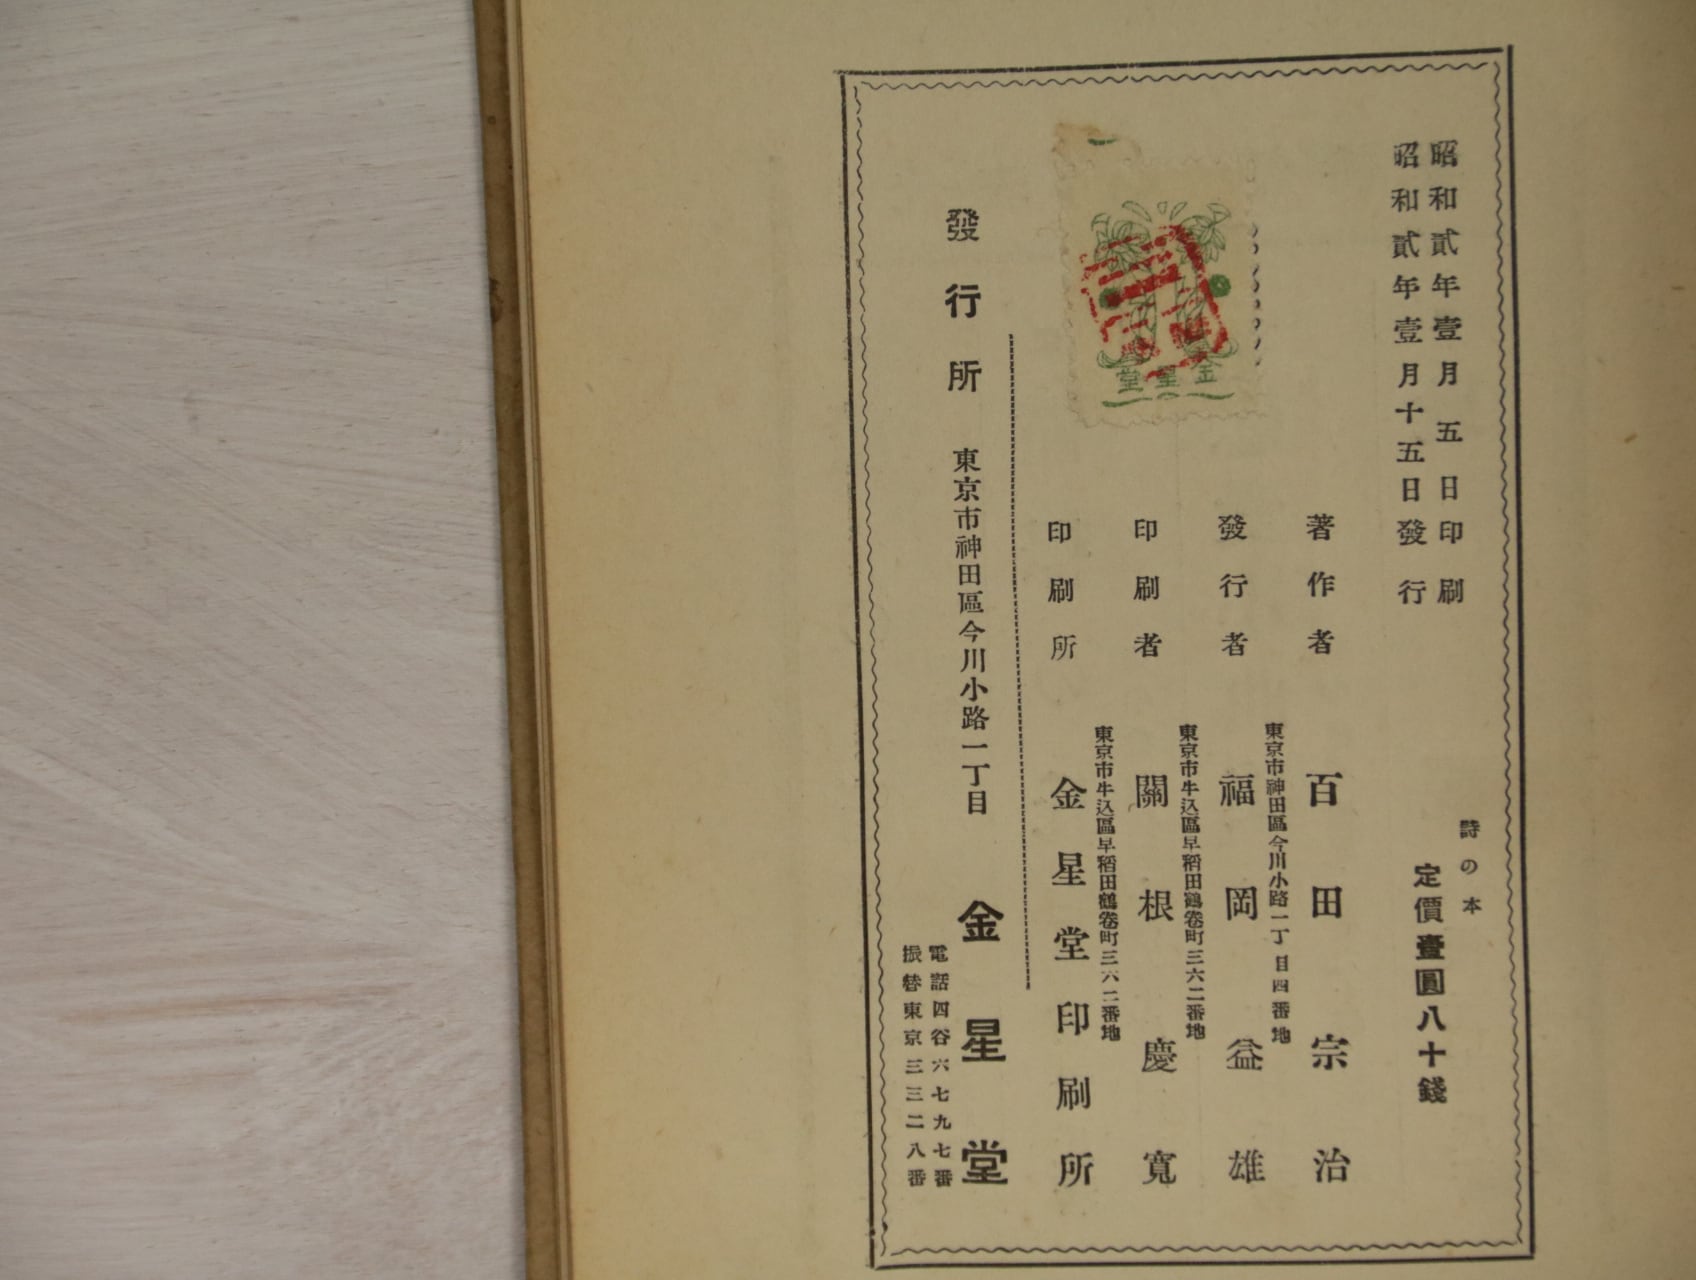 昭和貳年壹月五日印刷
昭和貳年壹月十五日發行
詩の本
定價壹圓八十錢
著作者 百田宗治
東京市神田區今川小路一丁目四番地
發行者 福岡益雄
東京市牛込區早稻田鶴卷町三六二番地
印刷者 關根慶寬
東京市牛込區早稻田鶴卷町三六二番地
印刷所 金星堂印刷所
金星堂
發行所 東京市神田區今川小路一丁目 金星堂
電話四谷六七九七番
振替東京三三二八番